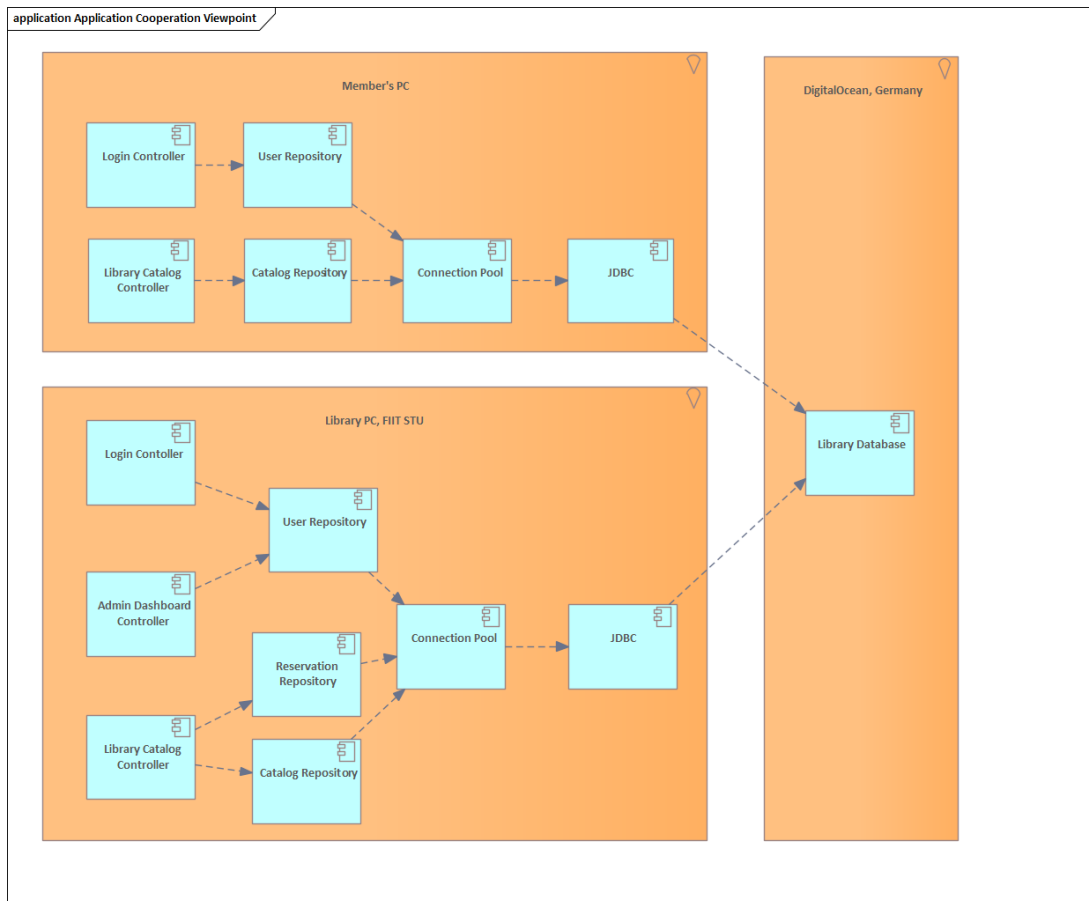 application Application Cooperation Viewpoint
Member's PC
DigitalOcean, Germany
Login Controller
User Repository
Library Catalog
Controller
Catalog Repository
Connection Pool
JDBC
Library PC, FIIT STU
Login Contoller
User Repository
Library Database
Admin Dashboard
Controller
Connection Pool
JDBC
Reservation
Repository
Library Catalog
Controller
Catalog Repository